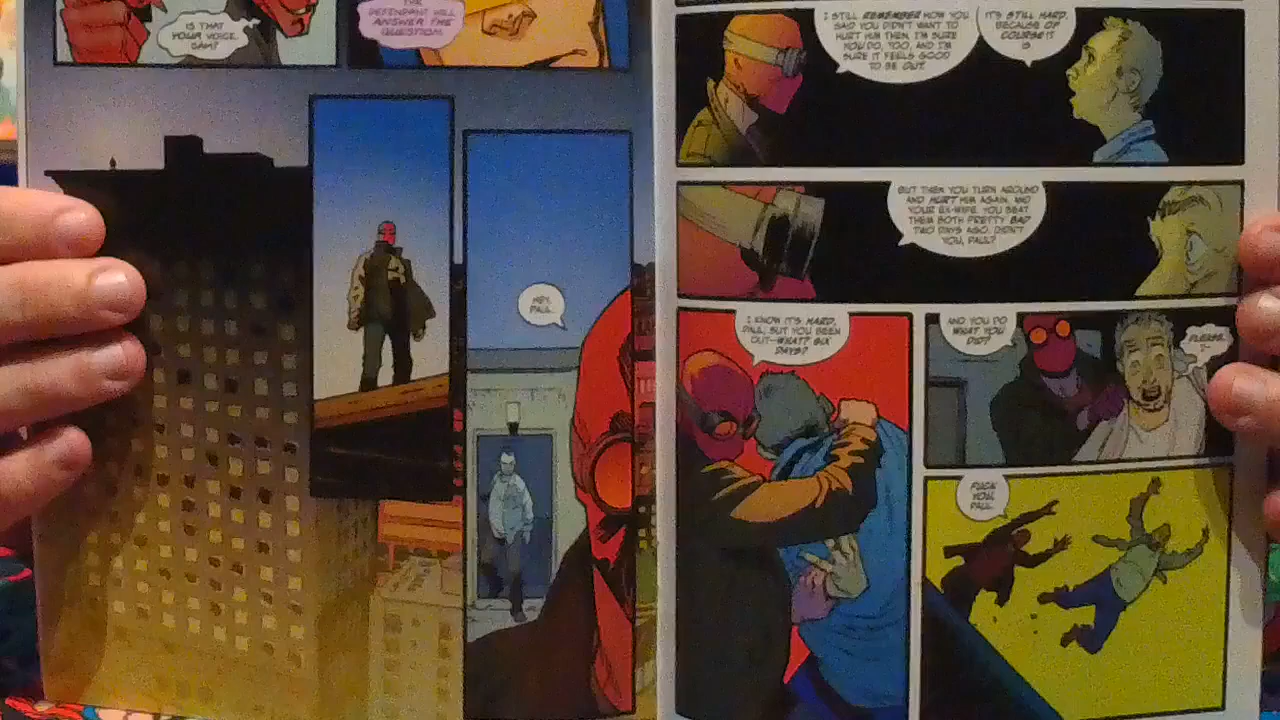 IS THAT
YOUR VOICE,
SAM?
THE
DEFENDANT WILL
ANSWER THE
QUESTION.
HEY,
PAUL.
I STILL REMEMBER HOW YOU
SAID YOU DIDN'T WANT TO
HURT HIM THEN. I'M SURE
YOU DO, TOO, AND I'M
SURE IT FEELS GOOD
TO BE OUT.
IT'S STILL HARD,
BECAUSE OF
COURSE IT
IS.
BUT THEN YOU TURN AROUND
AND HURT HIM AGAIN. AND
YOUR EX-WIFE. YOU BEAT
THEM BOTH PRETTY BAD
TWO DAYS AGO, DIDN'T
YOU, PAUL?
I KNOW IT'S HARD,
PAUL, BUT YOU BEEN
OUT--WHAT? SIX
DAYS?
AND YOU DO
WHAT YOU
DID?
PLEASE,
I--
FUCK
YOU,
PAUL.